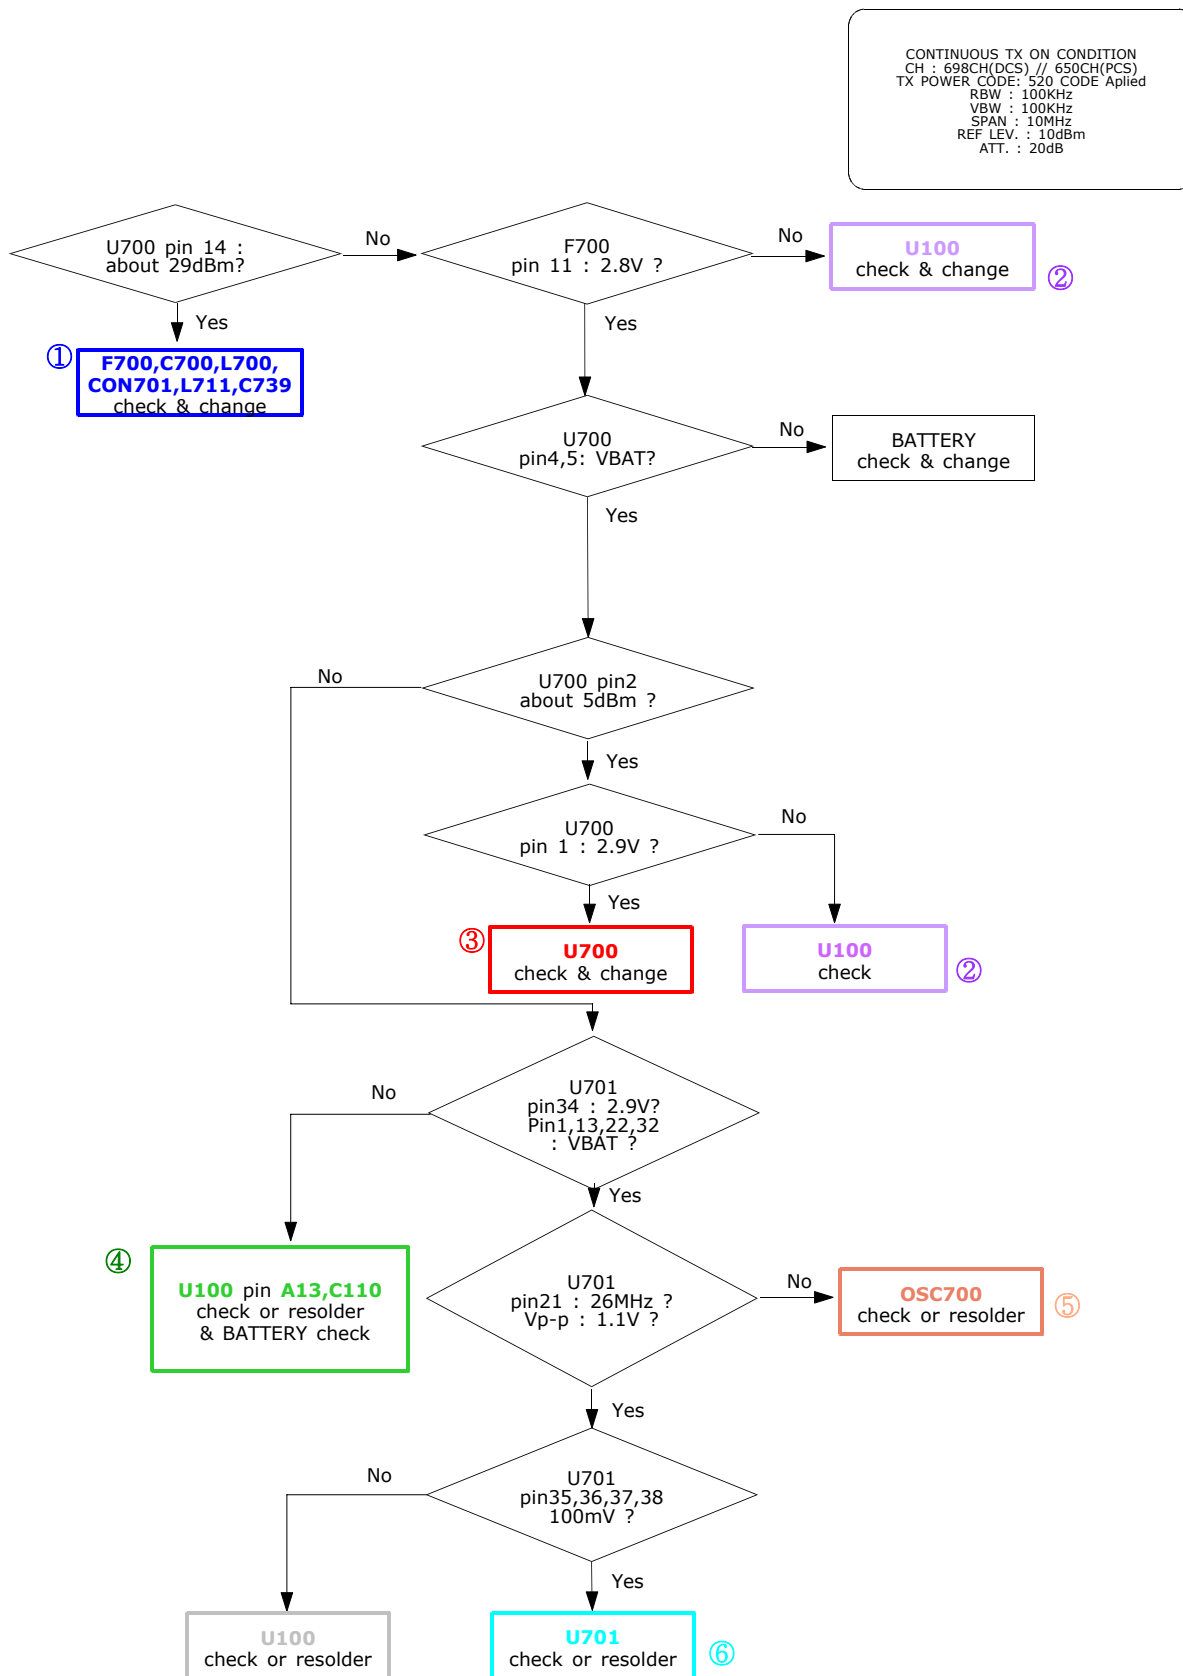 CONTINUOUS TX ON CONDITION
CH : 698CH(DCS) // 650CH(PCS)
TX POWER CODE: 520 CODE Aplied
RBW : 100KHz
VBW : 100KHz
SPAN : 10MHz
REF LEV. : 10dBm
ATT. : 20dB
U700 pin 14 :
about 29dBm?
No
F700
pin 11 : 2.8V ?
No
U100
check & change
②
Yes
Yes
①
F700,C700,L700,
CON701,L711,C739
check & change
U700
pin4,5: VBAT?
No
BATTERY
check & change
Yes
No
U700 pin2
about 5dBm ?
Yes
U700
pin 1 : 2.9V ?
No
Yes
③
U700
check & change
U100
check
②
No
U701
pin34 : 2.9V?
Pin1,13,22,32
: VBAT ?
Yes
④
U100 pin A13,C110
check or resolder
& BATTERY check
U701
pin21 : 26MHz ?
Vp-p : 1.1V ?
No
OSC700
check or resolder
⑤
Yes
No
U701
pin35,36,37,38
100mV ?
Yes
U100
check or resolder
U701
check or resolder
⑥